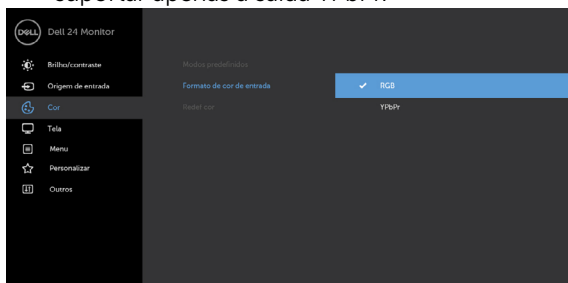 suportar apenas a saída YPbPr.
DELL
Dell 24 Monitor
Brilho/contraste
Modos predefinidos
Origem de entrada
Formato de cor de entrada
RGB
Cor
Redef cor
YPbPr
Tela
Menu
Personalizar
Outros